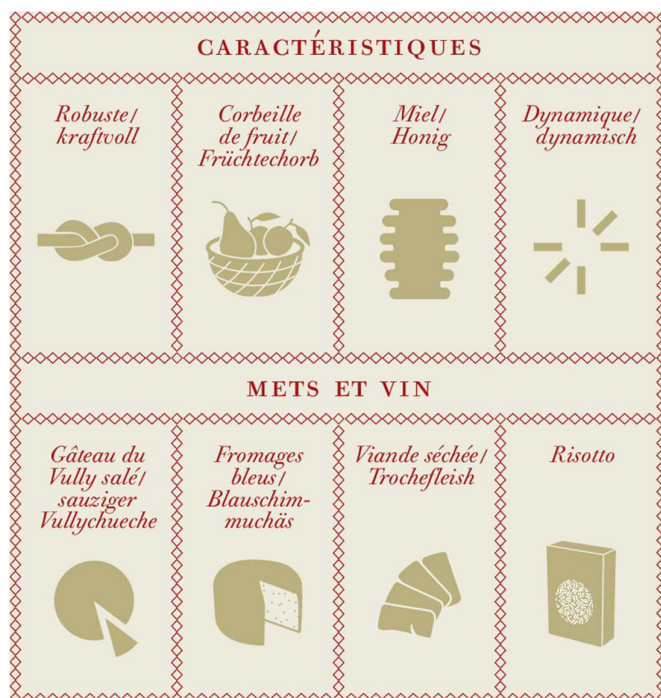 CARACTÉRISTIQUES
Robuste/
kraftvoll
Corbeille
de fruit/
Früchtechorb
Miel/
Honig
Dynamique/
dynamisch
METS ET VIN
Gâteau du
Vully salé/
sauziger
Vullychueche
Fromages
bleus/
Blauschim-
muchäs
Viande séchée/
Trochefleish
Risotto